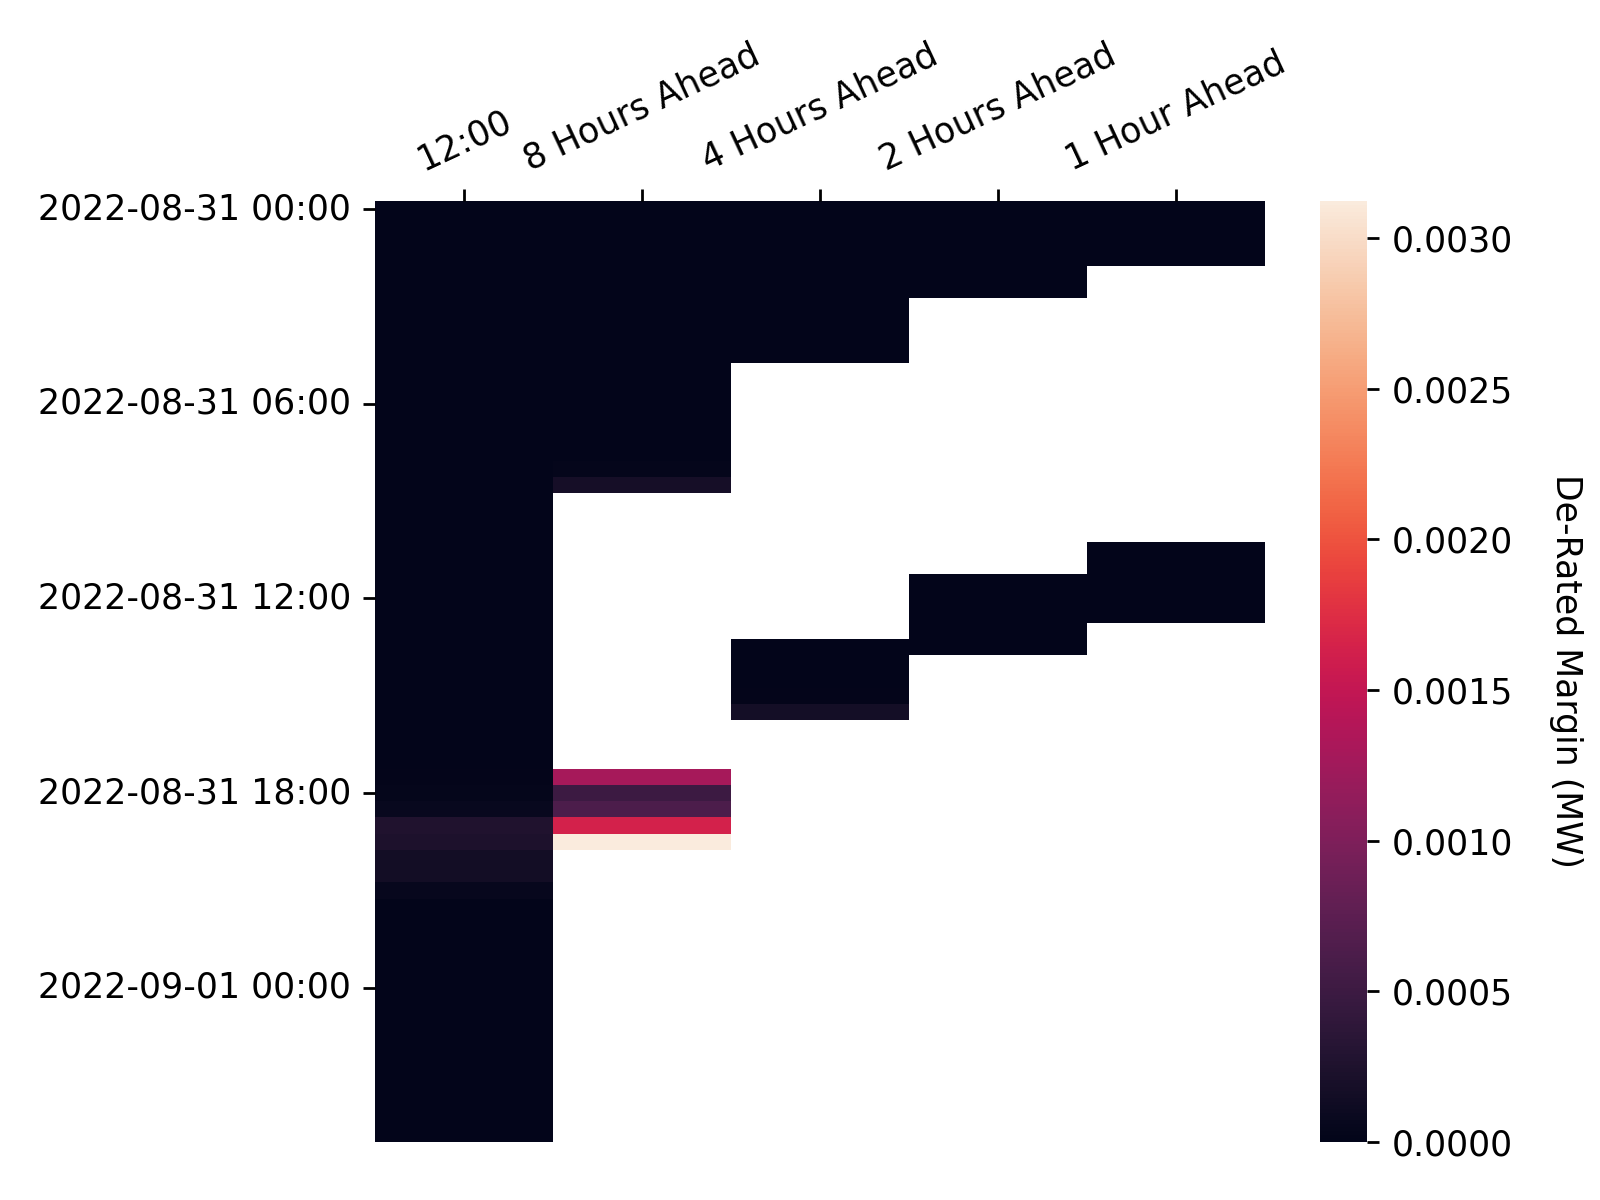 12:00
8 Hours Ahead
4 Hours Ahead
2 Hours Ahead
1 Hour Ahead
2022-08-31 00:00
2022-08-31 06:00
2022-08-31 12:00
2022-08-31 18:00
2022-09-01 00:00
0.0030
0.0025
0.0020
0.0015
0.0010
0.0005
0.0000
De-Rated Margin (MW)